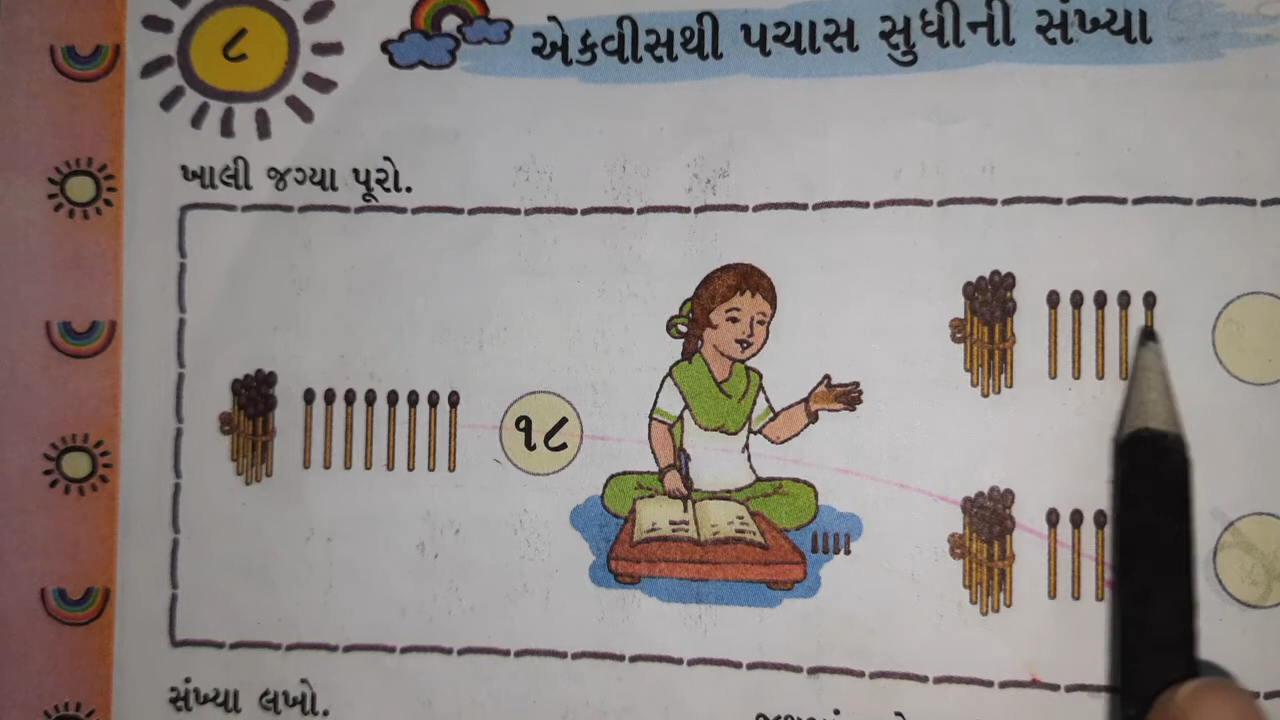 ૮
એકવીસથી પચાસ સુધીની સંખ્યા
ખાલી જગ્યા પૂરો.
૧૮
સંખ્યા લખો.